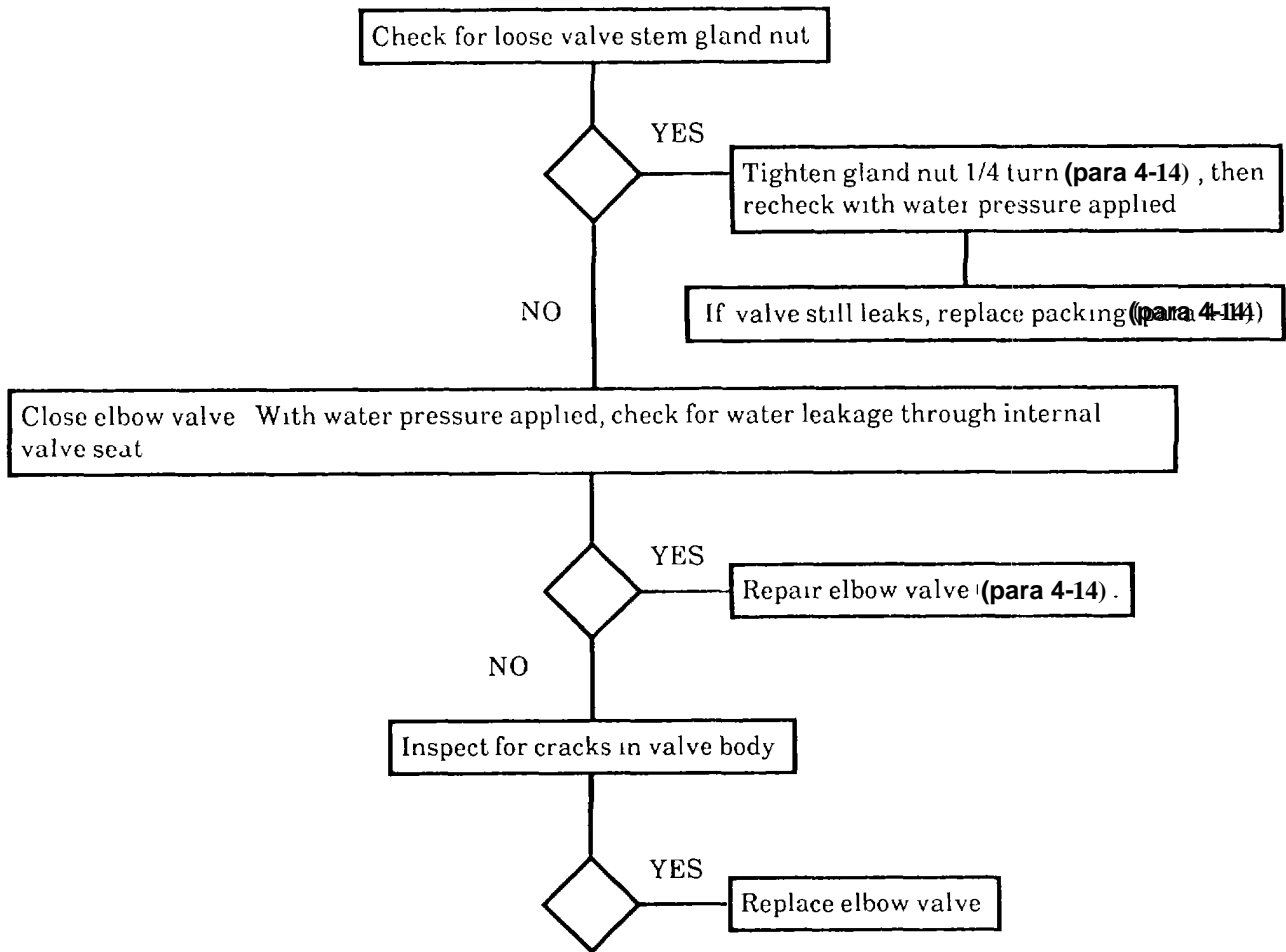 Check for loose valve stem gland nut
YES
Tighten gland nut 1/4 turn (para 4-14) , then
recheck with water pressure applied
NO
If valve still leaks, replace packing (para 4-14)
Close elbow valve With water pressure applied, check for water leakage through internal
valve seat
YES
Repair elbow valve (para 4-14) .
NO
Inspect for cracks in valve body
YES
Replace elbow valve